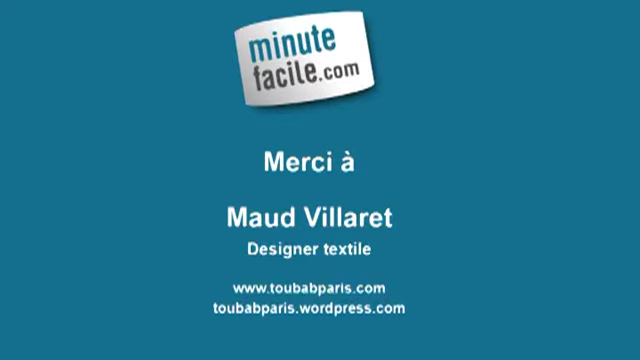 minute
facile.com
Merci à
Maud Villaret
Designer textile
www.toubabparis.com
toubabparis.wordpress.com